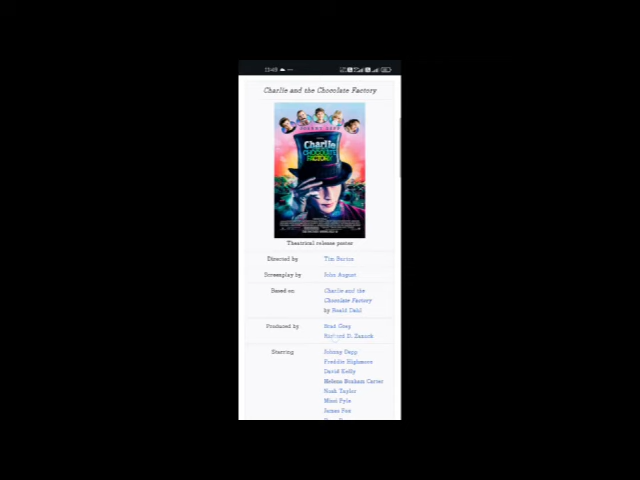 Charlie and the Chocolate Factory
Charlie
CHOCOLATE
FACTORY
Theatrical release poster
Directed by
Tim Burton
Screenplay by
John August
Based on
Charlie and the
Chocolate Factory
by Roald Dahl
Produced by
Brad Grey
Richard D. Zanuck
Starring
Johnny Depp
Freddie Highmore
David Kelly
Helena Bonham Carter
Noah Taylor
Missi Pyle
James Fox